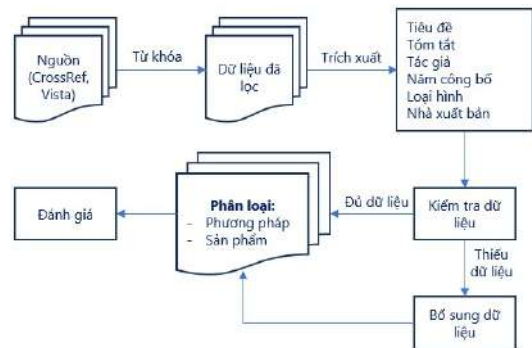 Nguồn
(CrossRef,
Vista)
Từ khóa
Dữ liệu đã
lọc
Trích xuất
Tiêu đề
Tóm tắt
Tác giả
Năm công bố
Loại hình
Nhà xuất bản
Kiểm tra dữ
liệu
Đủ dữ liệu
Phân loại:
- Phương pháp
- Sản phẩm
Đánh giá
Thiếu
dữ liệu
Bổ sung dữ
liệu